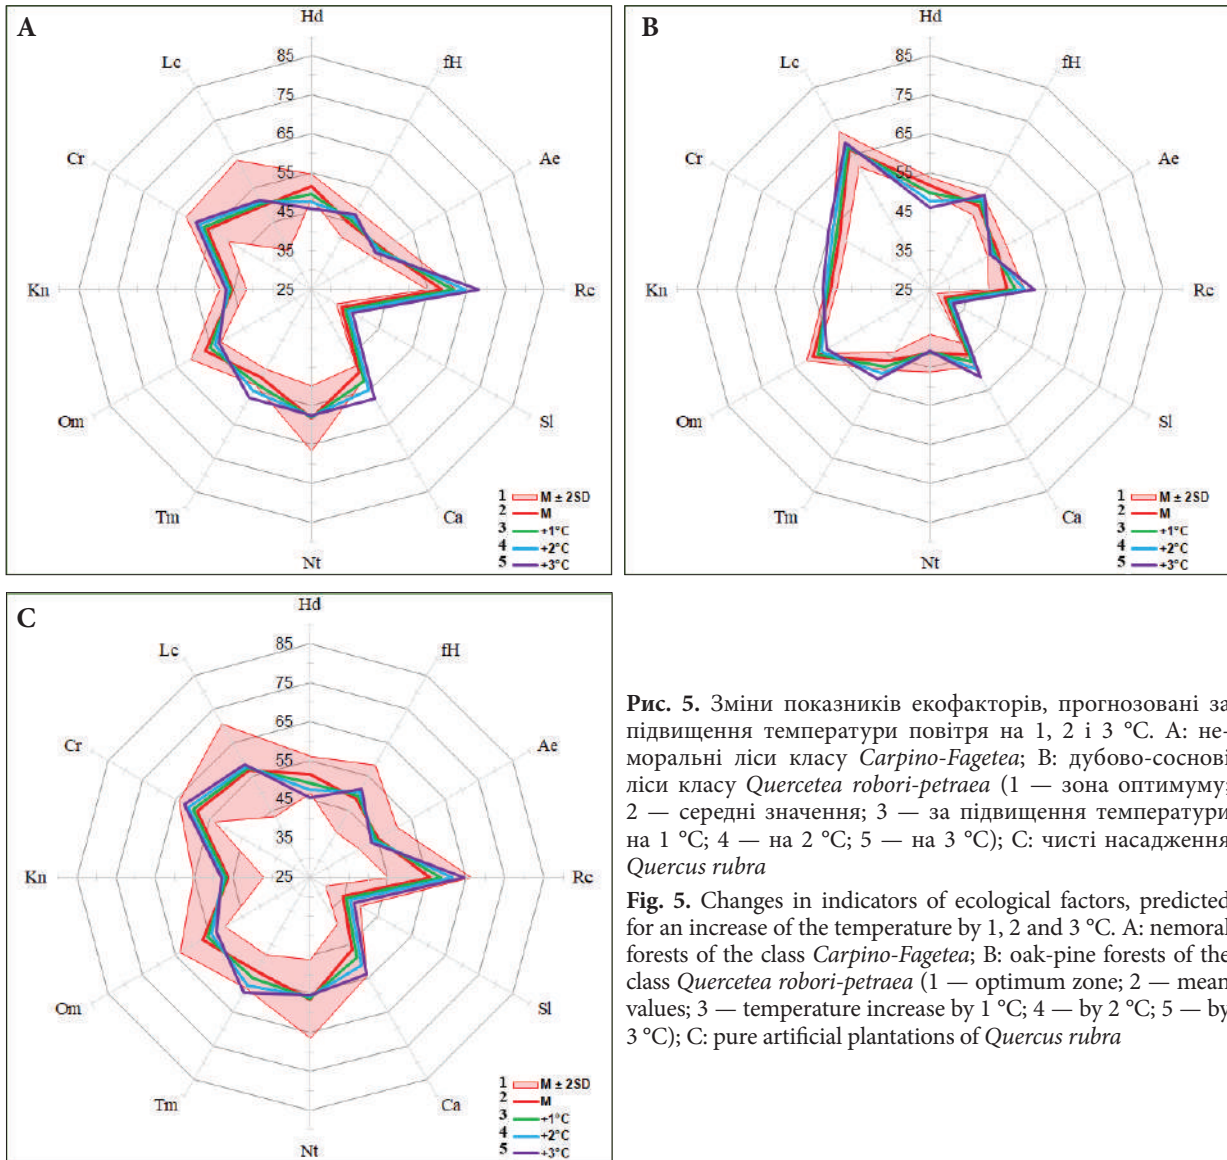 A
Hd
fH
Ae
Rc
Sl
Ca
Nt
Tm
Om
Kn
Cr
Lc
85
75
65
55
45
35
25
1 M ± 2SD
2 M
3 +1°C
4 +2°C
5 +3°C
B
Hd
fH
Ae
Rc
Sl
Ca
Nt
Tm
Om
Kn
Cr
Lc
85
75
65
55
45
35
25
1 M ± 2SD
2 M
3 +1°C
4 +2°C
5 +3°C
C
Hd
fH
Ae
Rc
Sl
Ca
Nt
Tm
Om
Kn
Cr
Lc
85
75
65
55
45
35
25
1 M ± 2SD
2 M
3 +1°C
4 +2°C
5 +3°C
Рис. 5. Зміни показників екофакторів, прогнозовані за
підвищення температури повітря на 1, 2 і 3 °C. A: не-
моральні ліси класу Carpino-Fagetea; B: дубово-соснові
ліси класу Quercetea robori-petraea (1 — зона оптимуму;
2 — середні значення; 3 — за підвищення температури
на 1 °C; 4 — на 2 °C; 5 — на 3 °C); C: чисті насадження
Quercus rubra
Fig. 5. Changes in indicators of ecological factors, predicted
for an increase of the temperature by 1, 2 and 3 °C. A: nemoral
forests of the class Carpino-Fagetea; B: oak-pine forests of the
class Quercetea robori-petraea (1 — optimum zone; 2 — mean
values; 3 — temperature increase by 1 °C; 4 — by 2 °C; 5 — by
3 °C); C: pure artificial plantations of Quercus rubra